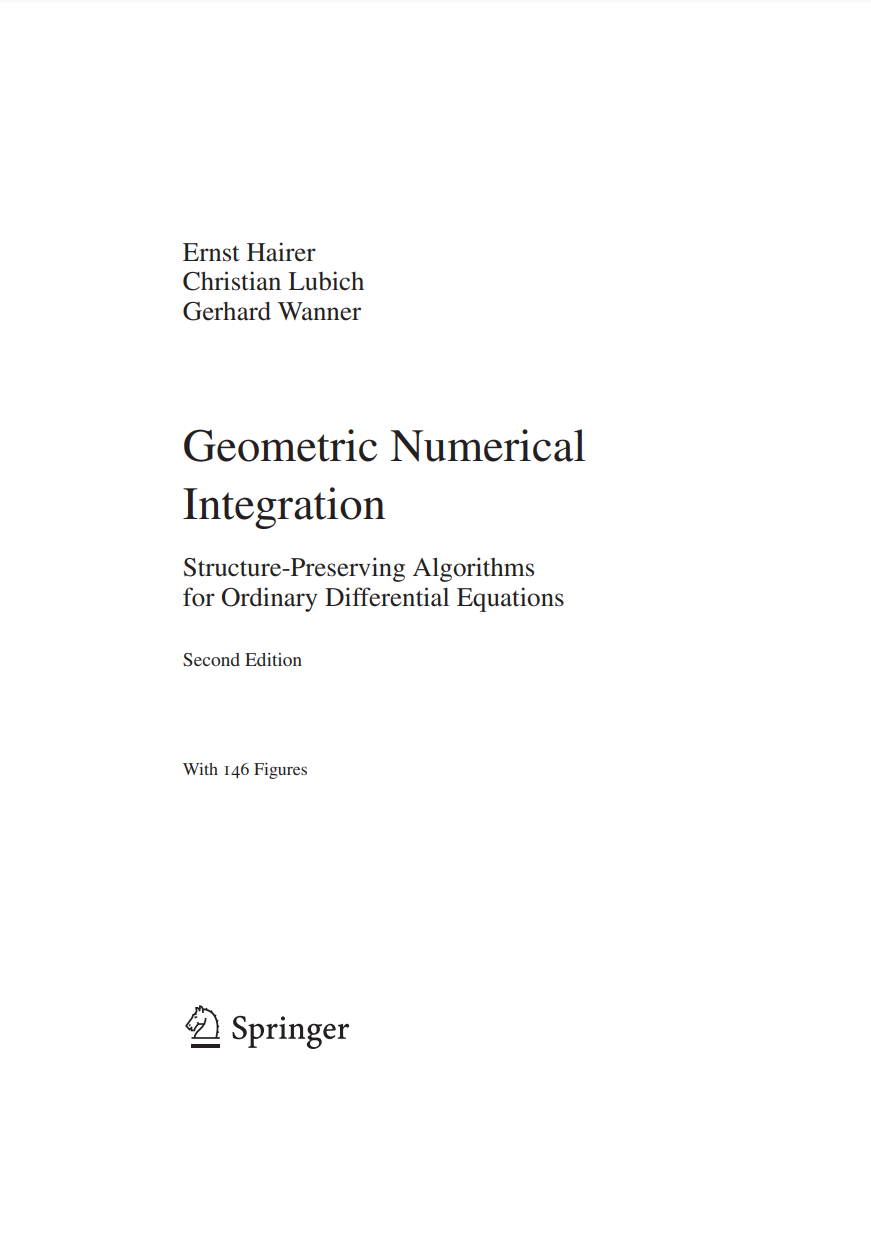 Ernst Hairer
Christian Lubich
Gerhard Wanner
Geometric Numerical
Integration
Structure-Preserving Algorithms
for Ordinary Differential Equations
Second Edition
With 146 Figures
Springer